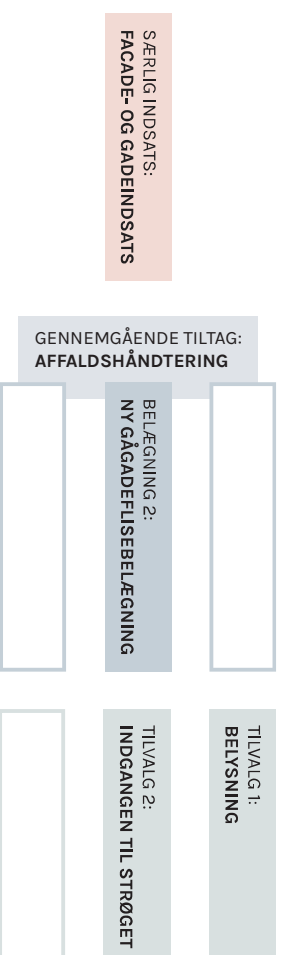 SÆRLIG INDSATS:
FACADE- OG GADEINDSATS
GENNEMGÅENDE TILTAG:
AFFALDSHÅNDTERING
BELÆGNING 2:
NY GÅGADEFLISEBELÆGNING
TILVALG 2:
INDGANGEN TIL STRØGET
TILVALG 1:
BELYSNING